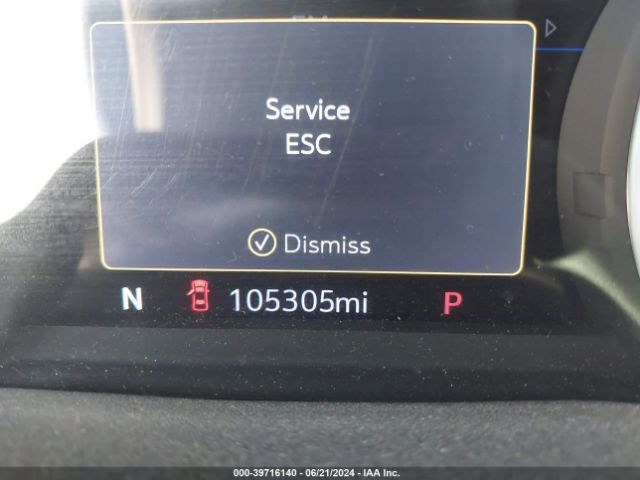 Service
ESC
Dismiss
N 105305mi P
000-39716140 - 06/21/2024 - IAA Inc.